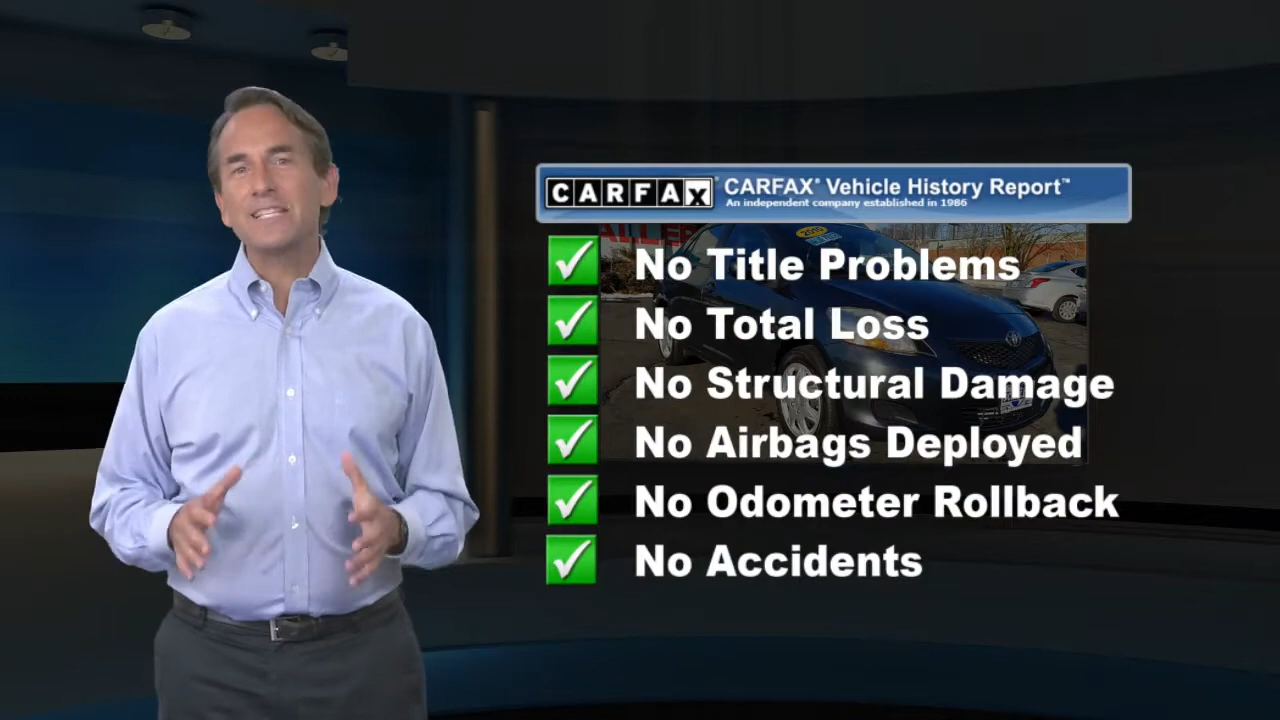 CARFAX® CARFAX® Vehicle History Report™
An independent company established in 1986
No Title Problems
No Total Loss
No Structural Damage
No Airbags Deployed
No Odometer Rollback
No Accidents